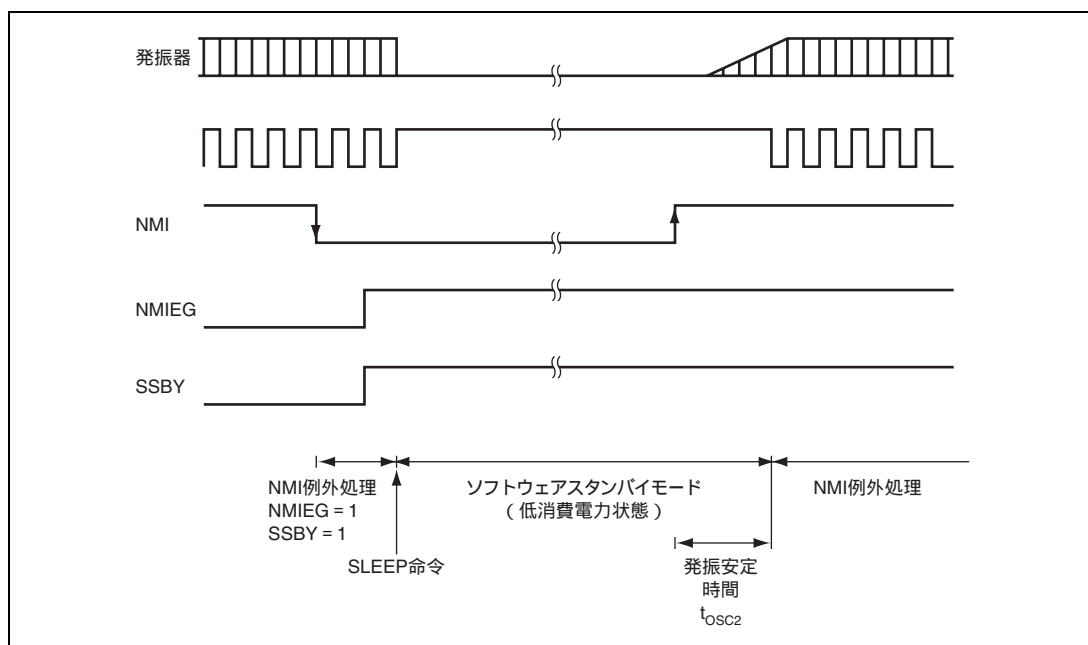 発振器
NMI
NMIEG
SSBY
NMI例外処理
NMIEG = 1
SSBY = 1
SLEEP命令
ソフトウェアスタンバイモード
(低消費電力状態)
発振安定
時間
tOSC2
NMI例外処理